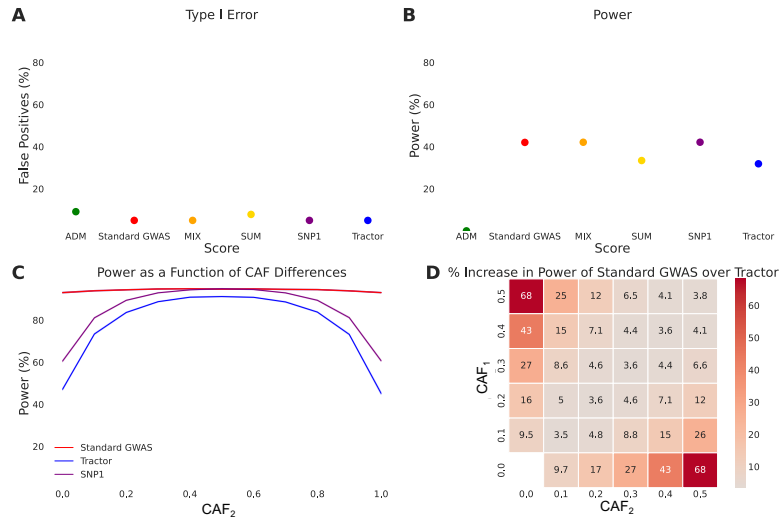 A
Type I Error
False Positives (%)
80
60
40
20
ADM Standard GWAS MIX SUM SNP1 Tractor
Score
B
Power
Power (%)
80
60
40
20
ADM Standard GWAS MIX SUM SNP1 Tractor
Score
C
Power as a Function of CAF Differences
Power (%)
80
60
40
20
Standard GWAS
Tractor
SNP1
0.0 0.2 0.4 0.6 0.8 1.0
CAF2
D
% Increase in Power of Standard GWAS over Tractor
CAF1
0.5 68 25 12 6.5 4.1 3.8
0.4 43 15 7.1 4.4 3.6 4.1
0.3 27 8.6 4.6 3.6 4.4 6.6
0.2 16 5 3.6 4.6 7.1 12
0.1 9.5 3.5 4.8 8.8 15 26
0.0 9.7 17 27 43 68
0.0 0.1 0.2 0.3 0.4 0.5
CAF2
60
50
40
30
20
10